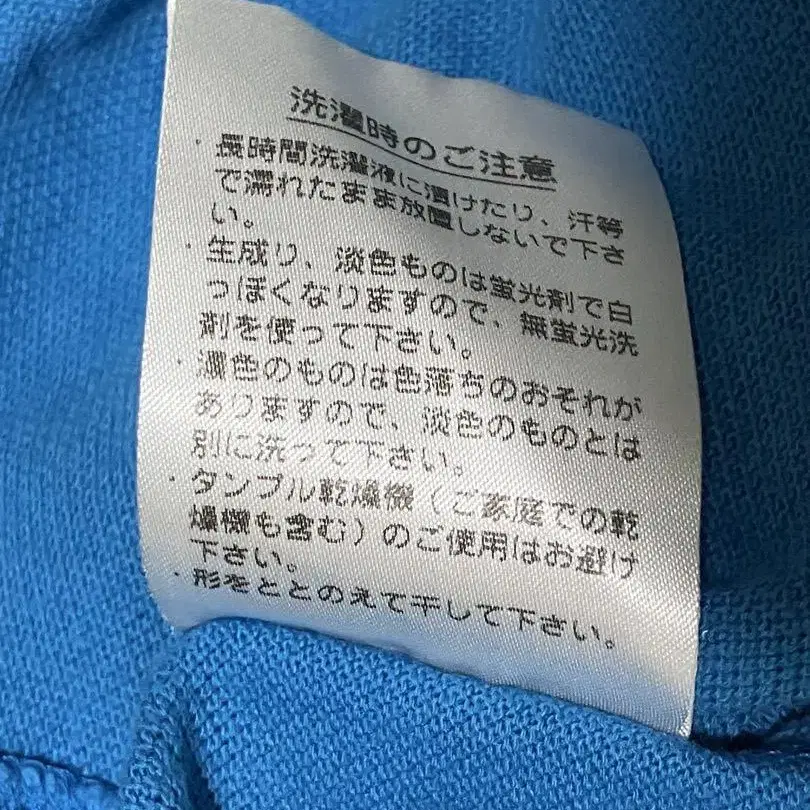 洗濯時のご注意
・長時間洗濯液に漬けたり、汗等
で濡れたまま放置しないで下さ
い。
・生成り、淡色ものは蛍光剤で白
っぽくなりますので、無蛍光洗
剤を使って下さい。
・濃色のものは色落ちのおそれが
ありますので、淡色のものとは
別に洗って下さい。
・タンブル乾燥機(ご家庭での乾
燥機も含む)のご使用はお避け
下さい。
・形をととのえて干して下さい。